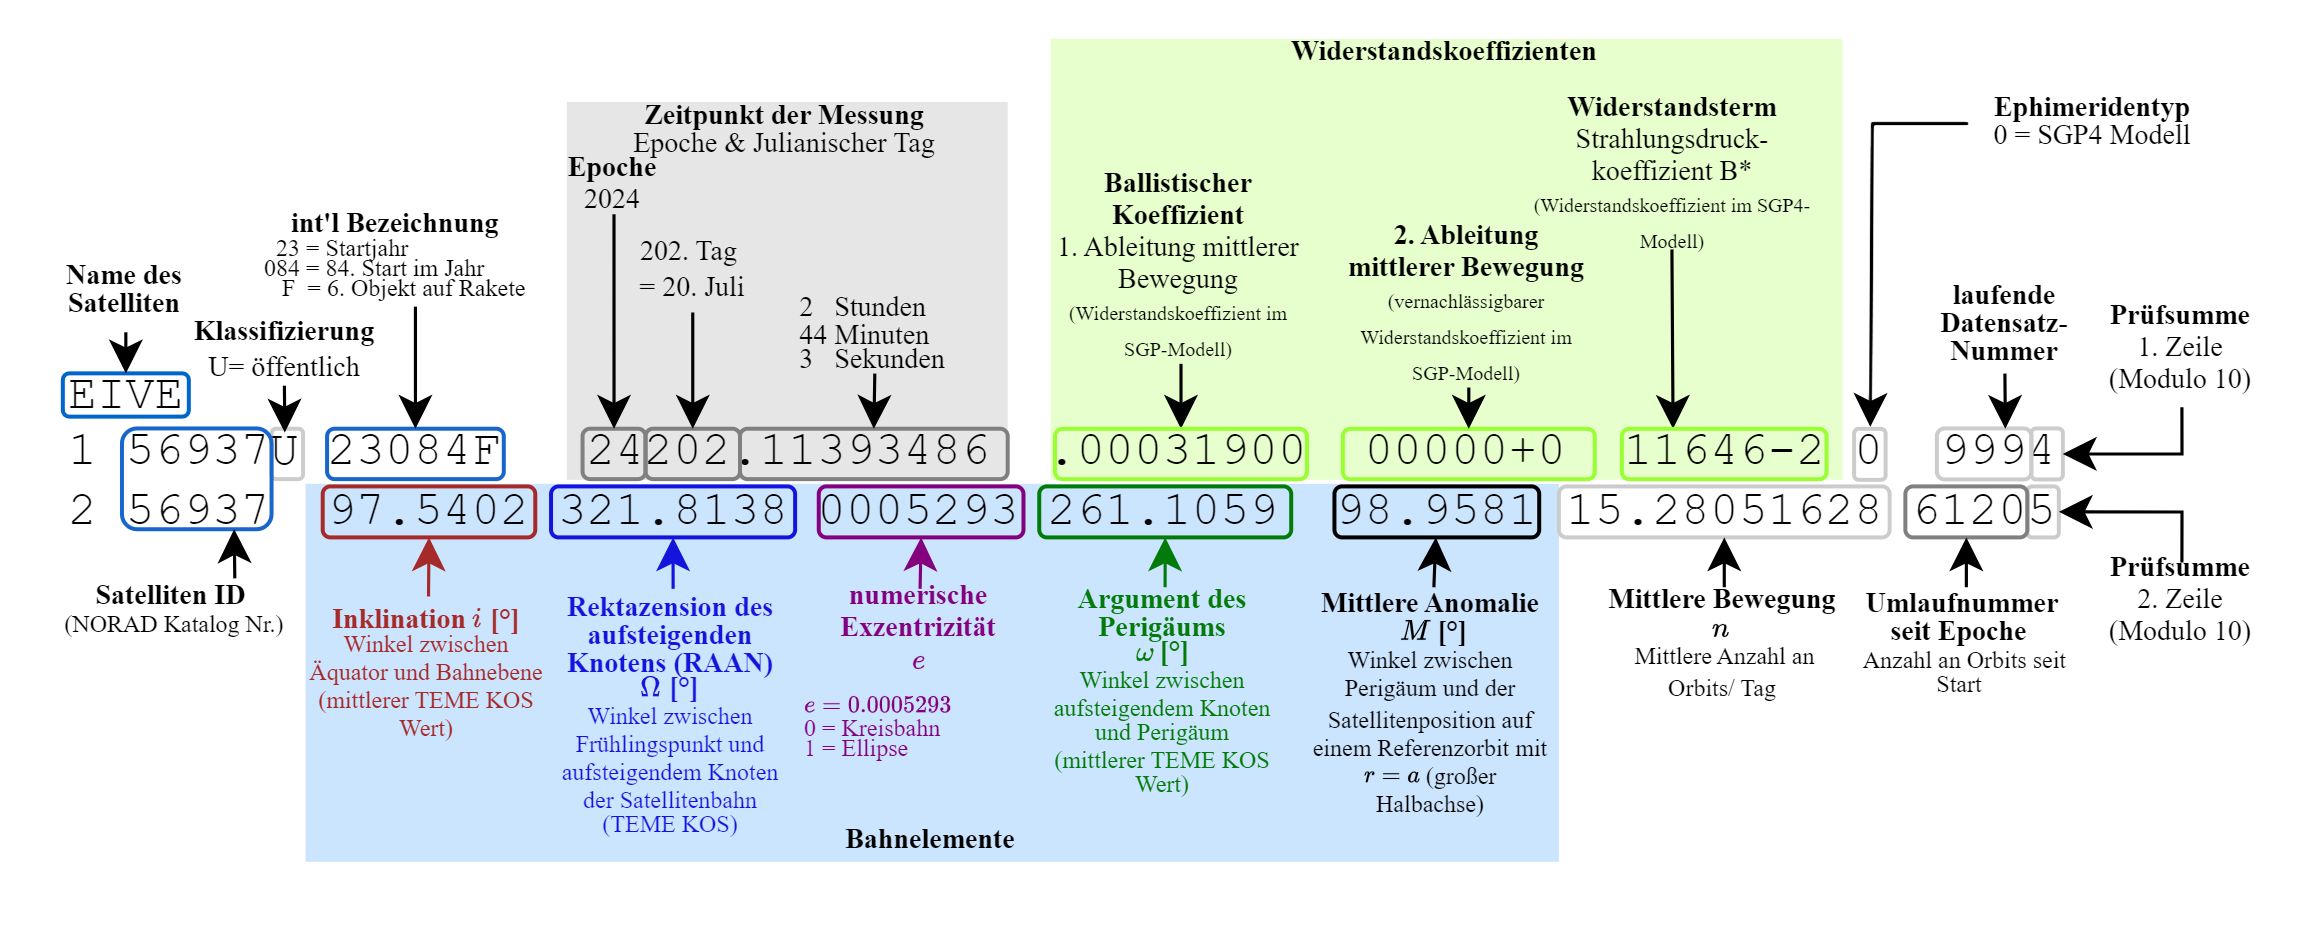 Widerstandskoeffizienten
Zeitpunkt der Messung
Epoche & Julianischer Tag
Epoche
2024
202. Tag
= 20. Juli
2 Stunden
44 Minuten
3 Sekunden
Widerstandsterm
Strahlungsdruck-
koeffizient B*
(Widerstandskoeffizient im SGP4-
Modell)
Ephimeridentyp
0 = SGP4 Modell
Ballistischer
Koeffizient
1. Ableitung mittlerer
Bewegung
(Widerstandskoeffizient im
SGP-Modell)
2. Ableitung
mittlerer Bewegung
(vernachlässigbarer
Widerstandskoeffizient im
SGP-Modell)
int'l Bezeichnung
23 = Startjahr
084 = 84. Start im Jahr
F = 6. Objekt auf Rakete
Name des
Satelliten
Klassifizierung
U= öffentlich
laufende
Datensatz-
Nummer
Prüfsumme
1. Zeile
(Modulo 10)
EIVE
1 56937U 23084F 24202.11393486 .00031900 00000+0 11646-2 0 9994
2 56937 97.5402 321.8138 0005293 261.1059 98.9581 15.28051628 61205
Satelliten ID
(NORAD Katalog Nr.)
Inklination i [°]
Winkel zwischen
Äquator und Bahnebene
(mittlerer TEME KOS
Wert)
Rektazension des
aufsteigenden
Knotens (RAAN)
Ω [°]
Winkel zwischen
Frühlingspunkt und
aufsteigendem Knoten
der Satellitenbahn
(TEME KOS)
numerische
Exzentrizität
e
e = 0.0005293
0 = Kreisbahn
1 = Ellipse
Argument des
Perigäums
ω [°]
Winkel zwischen
aufsteigendem Knoten
und Perigäum
(mittlerer TEME KOS
Wert)
Mittlere Anomalie
M [°]
Winkel zwischen
Perigäum und der
Satellitenposition auf
einem Referenzorbit mit
r = a (großer
Halbachse)
Mittlere Bewegung
n
Mittlere Anzahl an
Orbits/ Tag
Umlaufnummer
seit Epoche
Anzahl an Orbits seit
Start
Prüfsumme
2. Zeile
(Modulo 10)
Bahnelemente